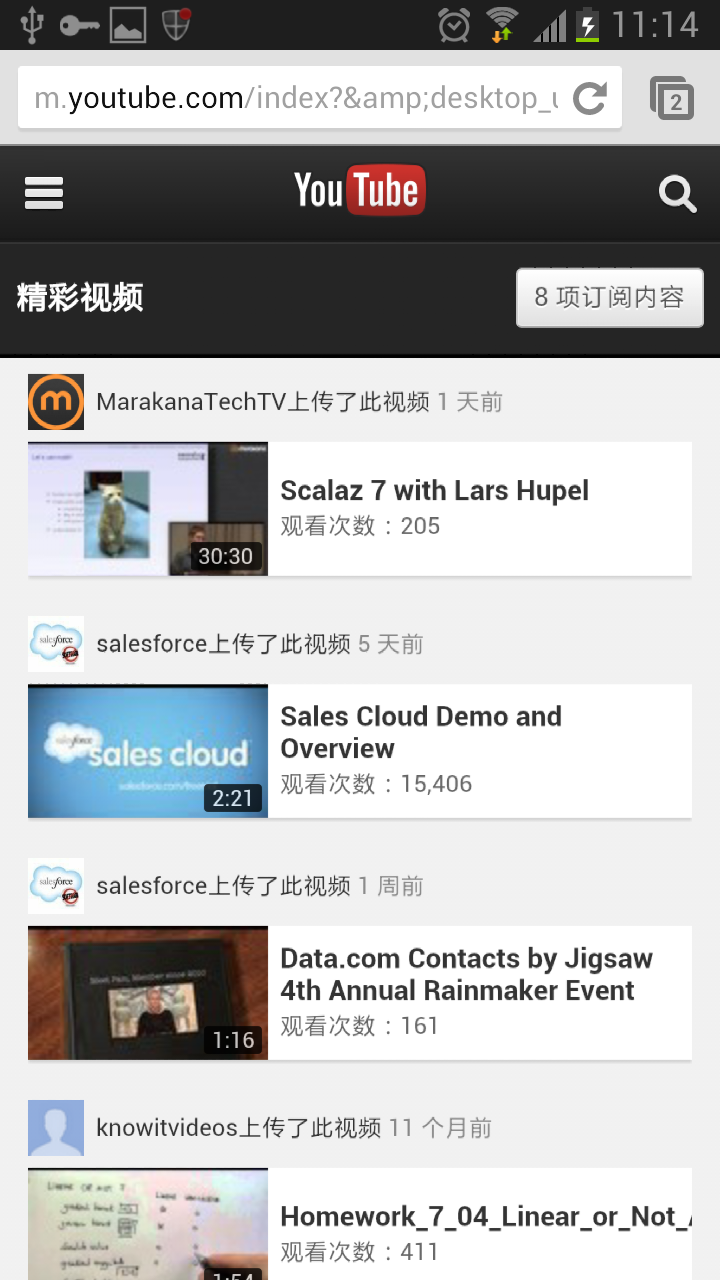 11:14
m.youtube.com/index?&amp;desktop_u
2
YouTube
精彩视频
8 项订阅内容
MarakanaTechTV上传了此视频 1 天前
30:30
Scalaz 7 with Lars Hupel
观看次数：205
salesforce上传了此视频 5 天前
sales cloud
2:21
Sales Cloud Demo and
Overview
观看次数：15,406
salesforce上传了此视频 1 周前
1:16
Data.com Contacts by Jigsaw
4th Annual Rainmaker Event
观看次数：161
knowitvideos上传了此视频 11 个月前
1:54
Homework_7_04_Linear_or_Not_
观看次数：411